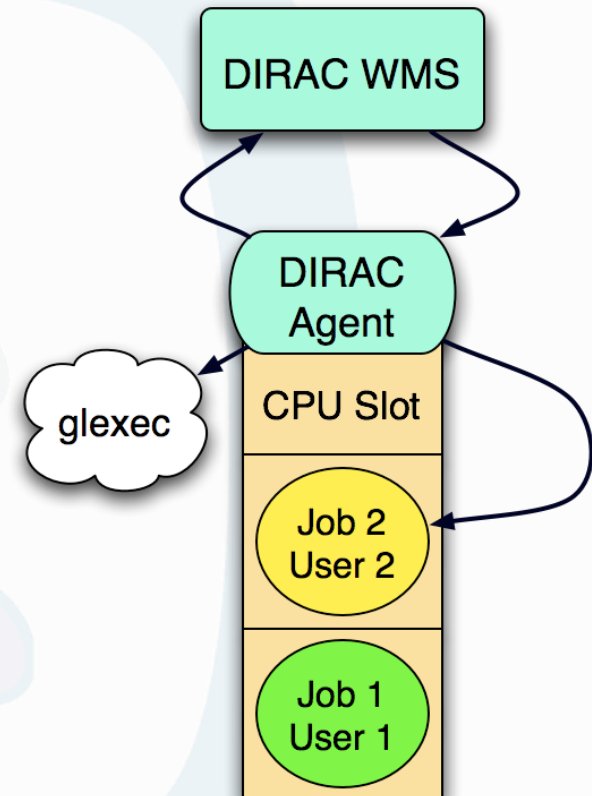 DIRAC WMS
DIRAC
Agent
glexec
CPU Slot
Job 2
User 2
Job 1
User 1